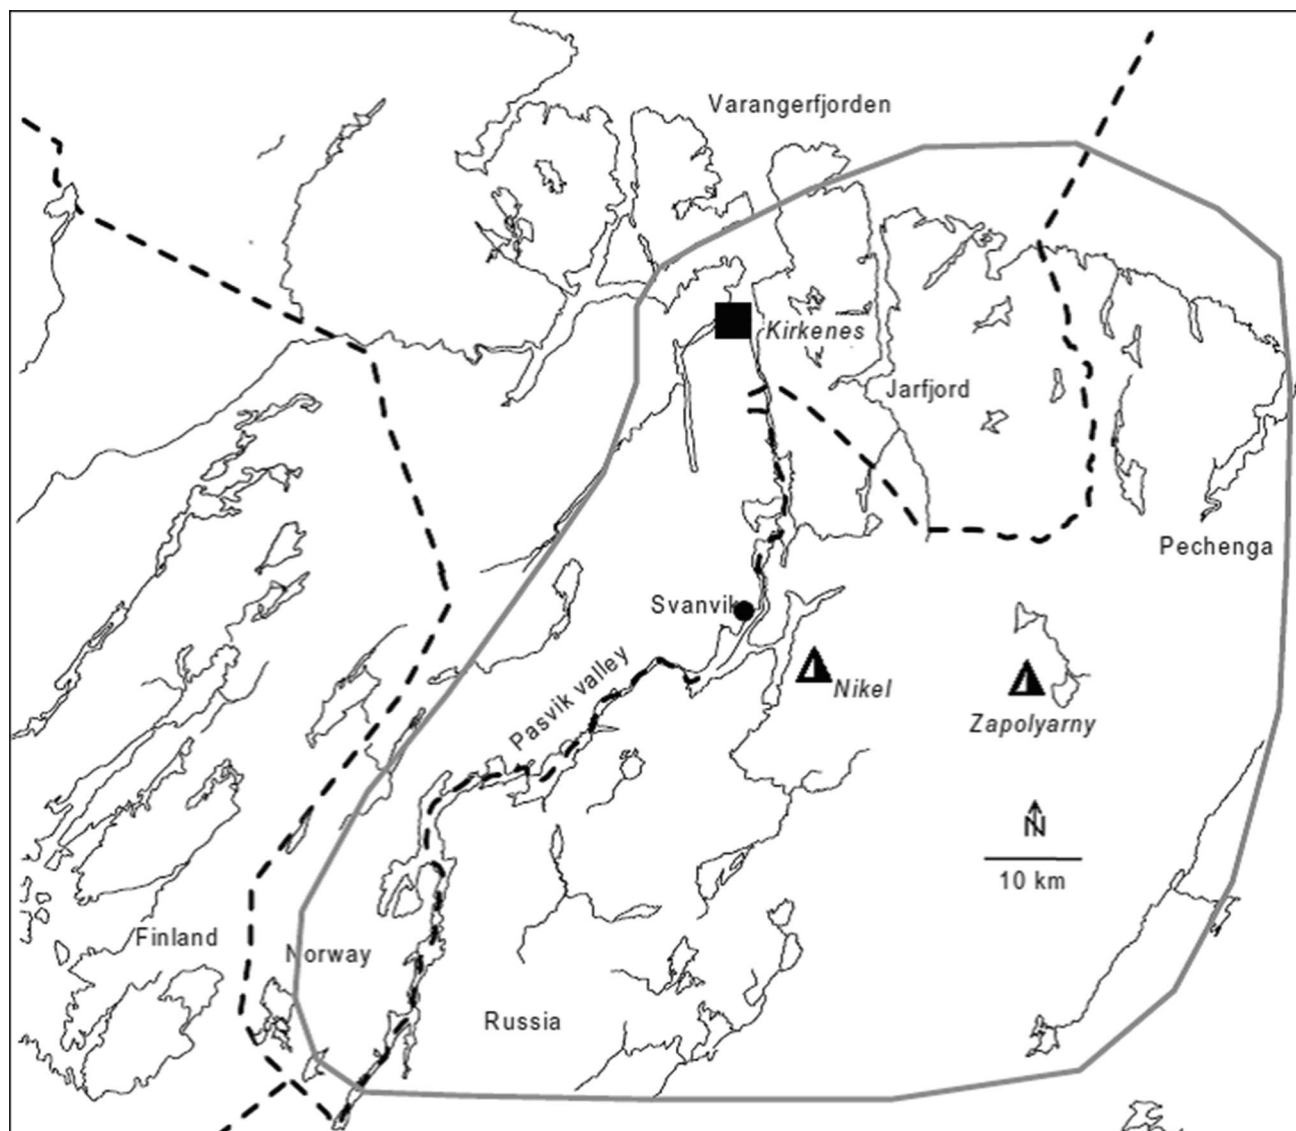 Varangerfjorden
Kirkenes
Jarfjord
Pechenga
Svanvik
Pasvik valley
Nikel
Zapolyarny
N
10 km
Finland
Norway
Russia